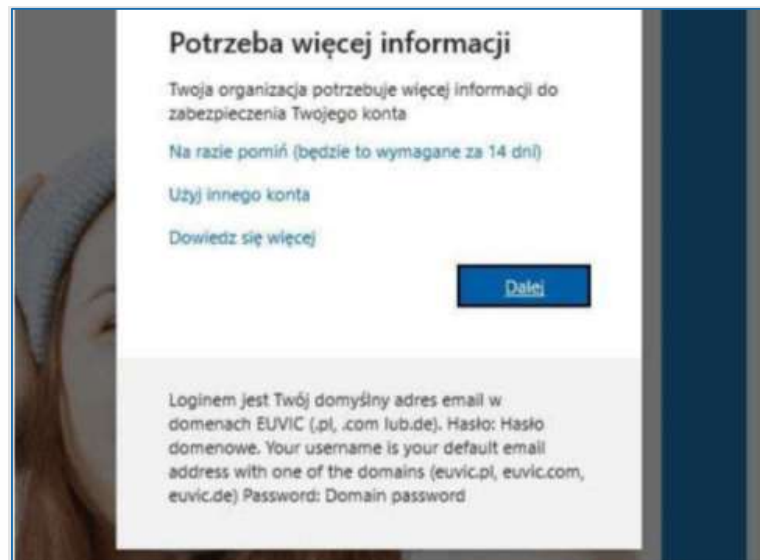 Potrzeba więcej informacji
Twoja organizacja potrzebuje więcej informacji do
zabezpieczenia Twojego konta
Na razie pomiń (będzie to wymagane za 14 dni)
Użyj innego konta
Dowiedz się więcej
Dalej
Loginem jest Twój domyślny adres email w
domenach EUVIC (.pl, .com lub.de). Hasło: Hasło
domenowe. Your username is your default email
address with one of the domains (euvic.pl, euvic.com,
euvic.de) Password: Domain password